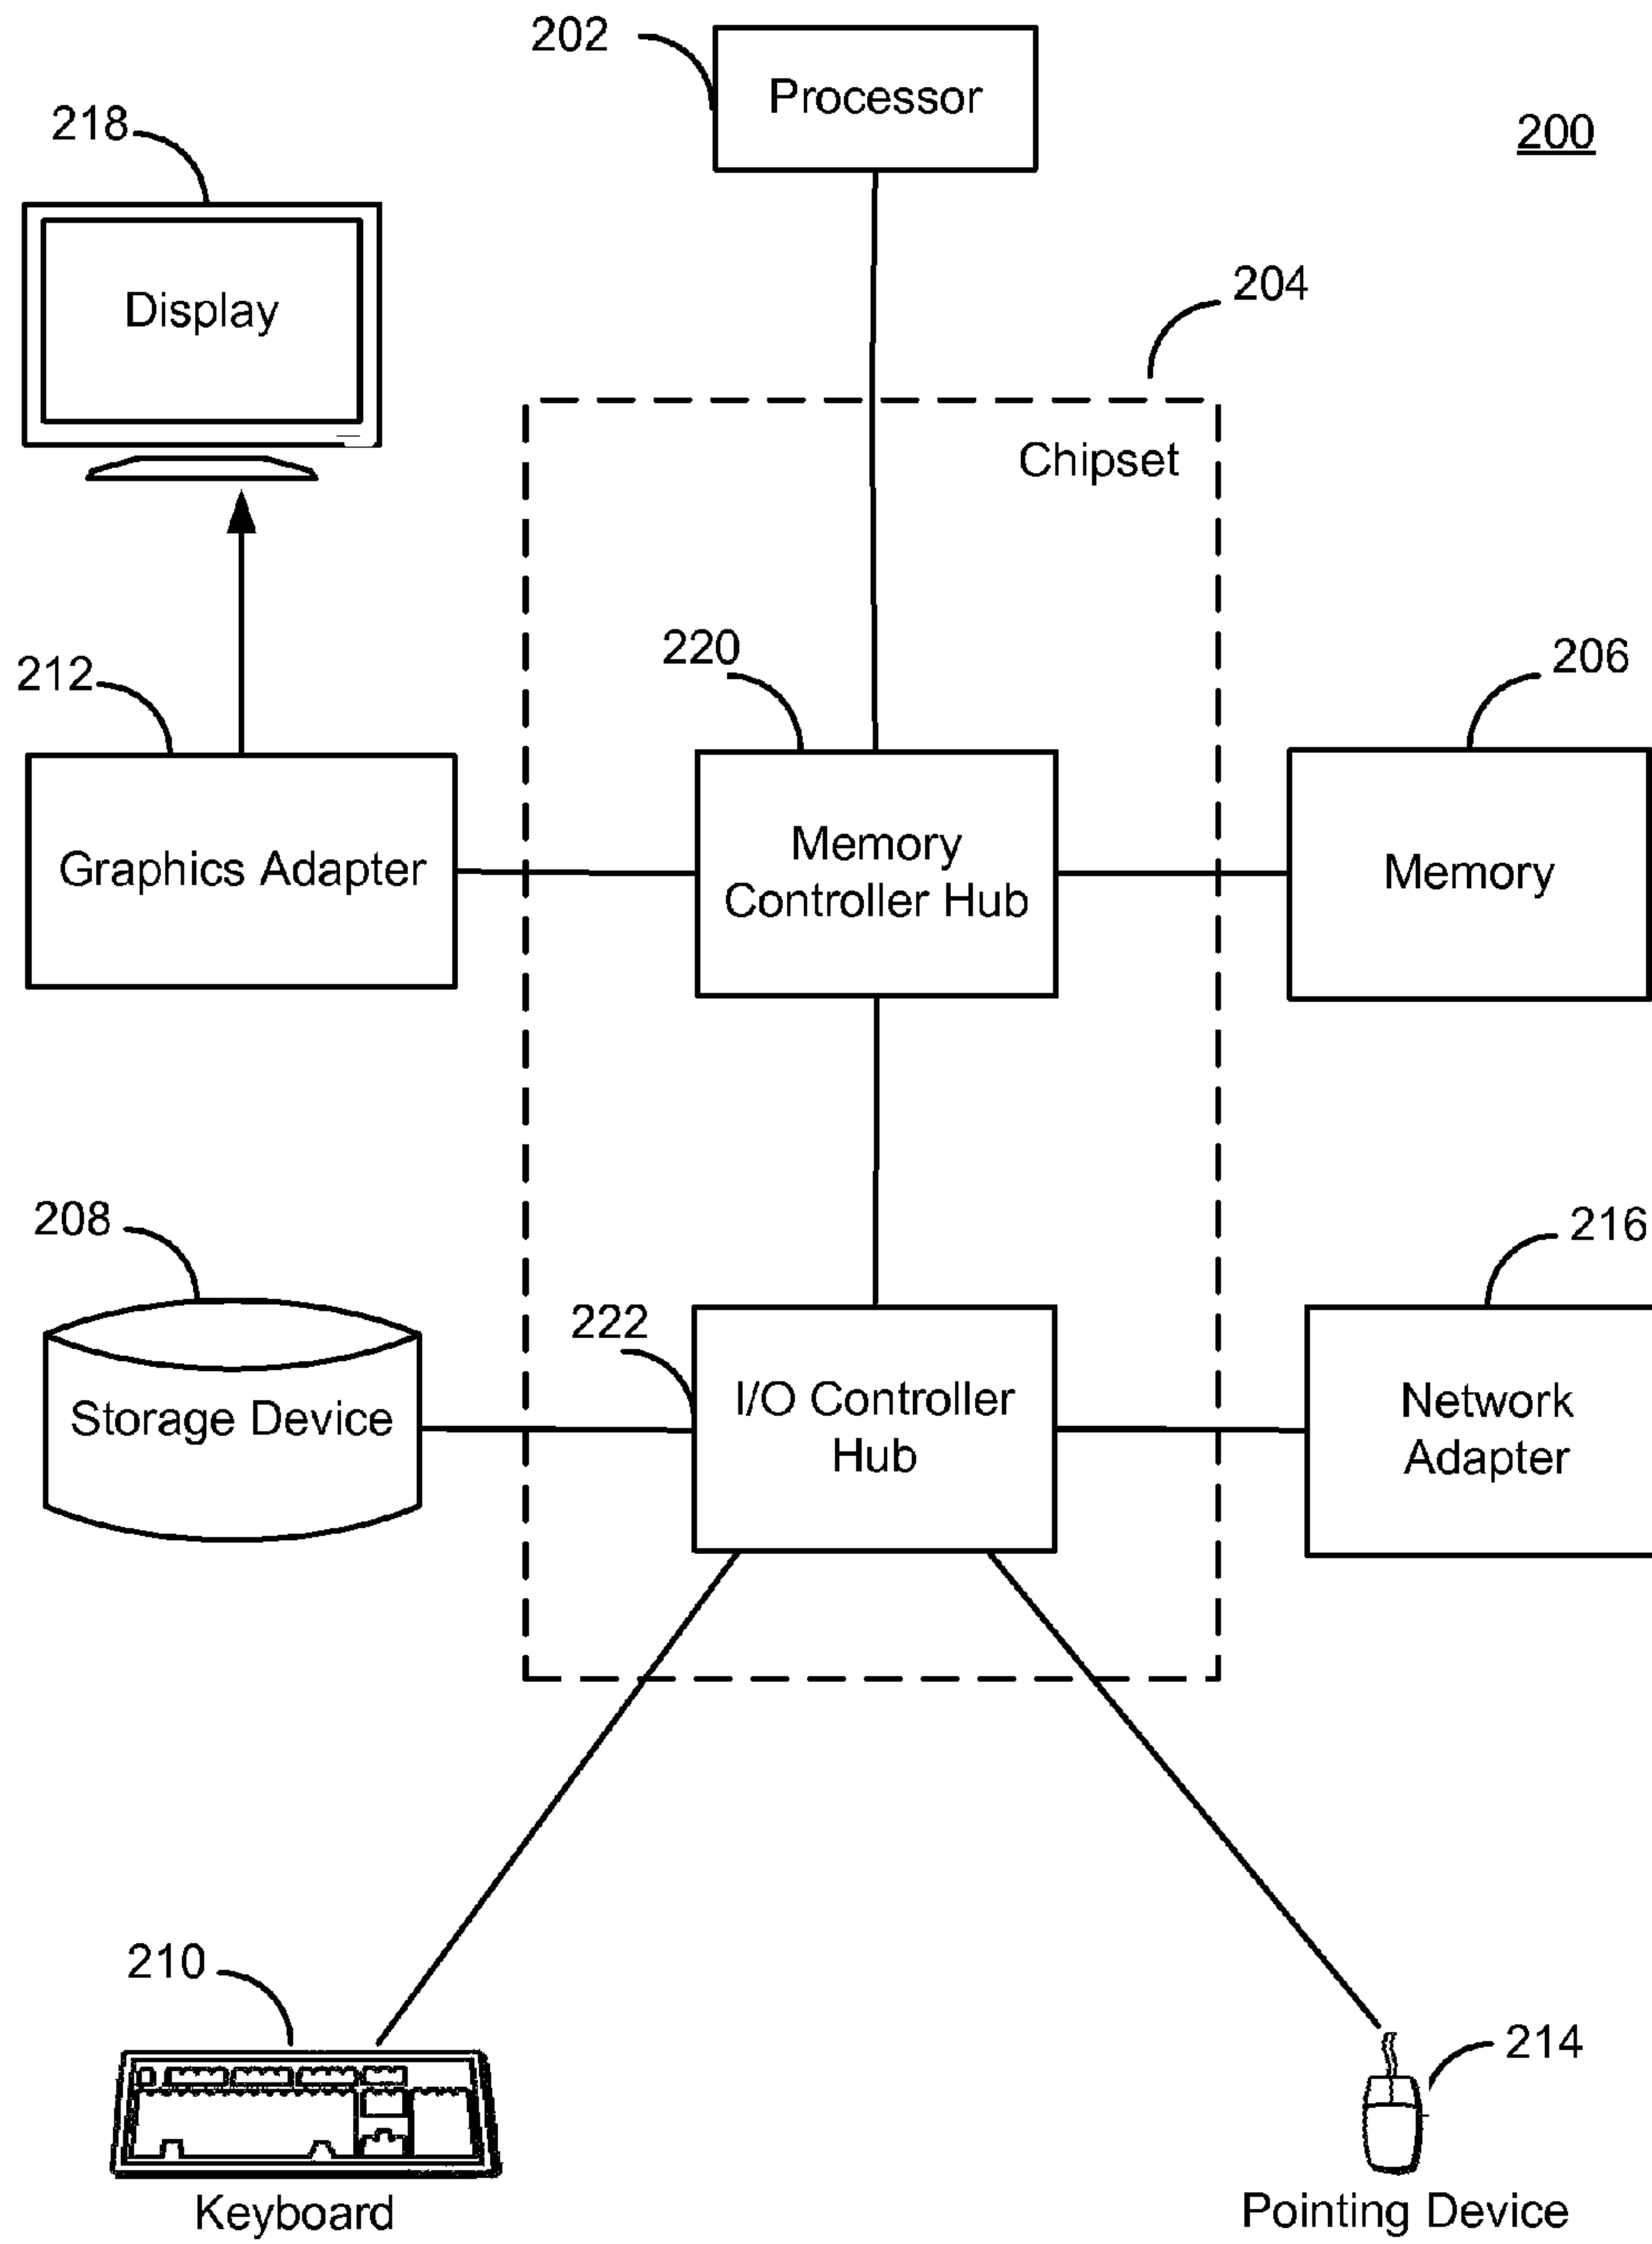 202
Processor
200
218
Display
204
Chipset
212
220
206
Graphics Adapter
Memory
Controller Hub
Memory
208
216
222
Storage Device
I/O Controller
Hub
Network
Adapter
210
214
Keyboard
Pointing Device